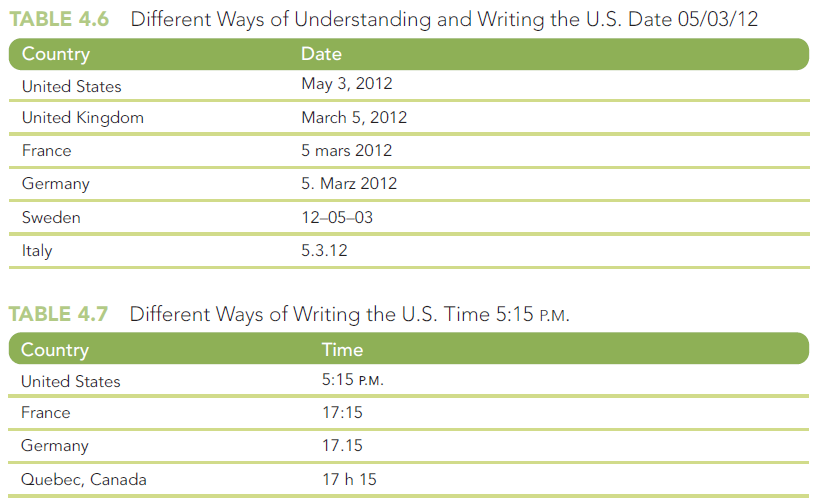 TABLE 4.6 Different Ways of Understanding and Writing the U.S. Date 05/03/12
Country Date
United States May 3, 2012
United Kingdom March 5, 2012
France 5 mars 2012
Germany 5. Marz 2012
Sweden 12–05–03
Italy 5.3.12
TABLE 4.7 Different Ways of Writing the U.S. Time 5:15 P.M.
Country Time
United States 5:15 P.M.
France 17:15
Germany 17.15
Quebec, Canada 17 h 15